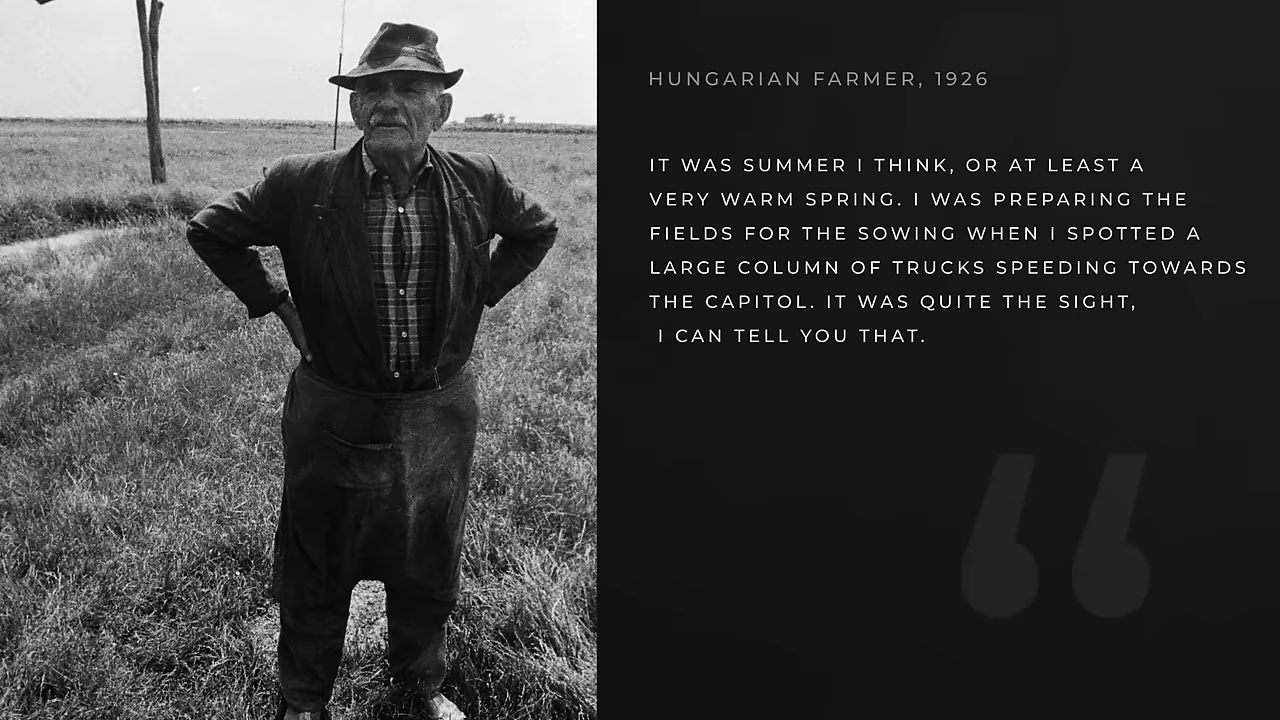 HUNGARIAN FARMER, 1926
IT WAS SUMMER I THINK, OR AT LEAST A
VERY WARM SPRING. I WAS PREPARING THE
FIELDS FOR THE SOWING WHEN I SPOTTED A
LARGE COLUMN OF TRUCKS SPEEDING TOWARDS
THE CAPITOL. IT WAS QUITE THE SIGHT,
I CAN TELL YOU THAT.
“